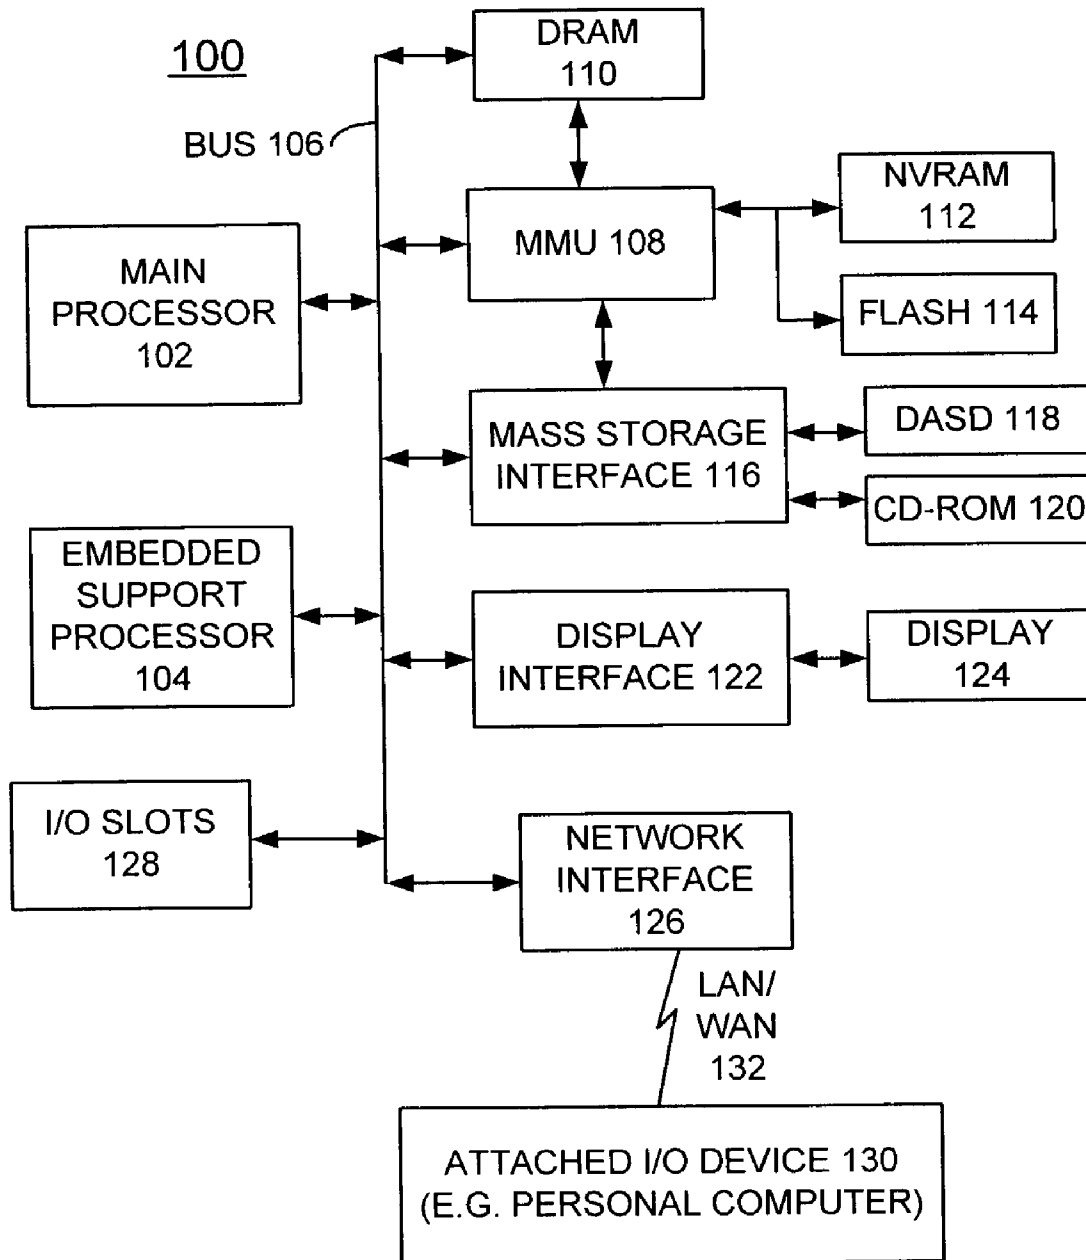 100
DRAM
110
BUS 106
NVRAM
112
MMU 108
MAIN
PROCESSOR
102
FLASH 114
MASS STORAGE
INTERFACE 116
DASD 118
CD-ROM 120
EMBEDDED
SUPPORT
PROCESSOR
104
DISPLAY
INTERFACE 122
DISPLAY
124
I/O SLOTS
128
NETWORK
INTERFACE
126
LAN/
WAN
132
ATTACHED I/O DEVICE 130
(E.G. PERSONAL COMPUTER)